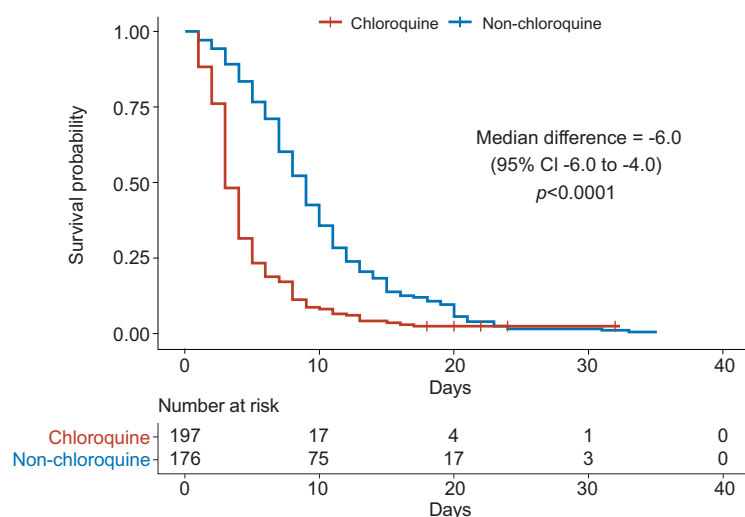 Chloroquine Non-chloroquine
1.00
0.75
0.50
0.25
0.00
Survival probability
Median difference = -6.0
(95% CI -6.0 to -4.0)
p<0.0001
0 10 20 30 40
Days
Number at risk
Chloroquine 197 17 4 1 0
Non-chloroquine 176 75 17 3 0
0 10 20 30 40
Days